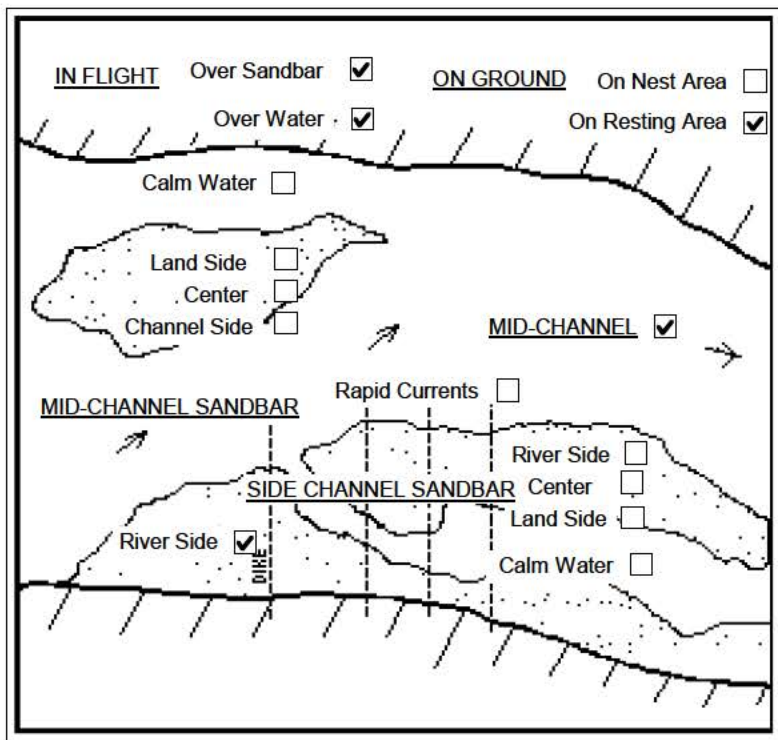 IN FLIGHT Over Sandbar ON GROUND On Nest Area
Over Water On Resting Area
Calm Water
Land Side
Center
Channel Side
MID-CHANNEL
Rapid Currents
MID-CHANNEL SANDBAR
River Side
SIDE CHANNEL SANDBAR Center
Land Side
River Side
DIKE
Calm Water